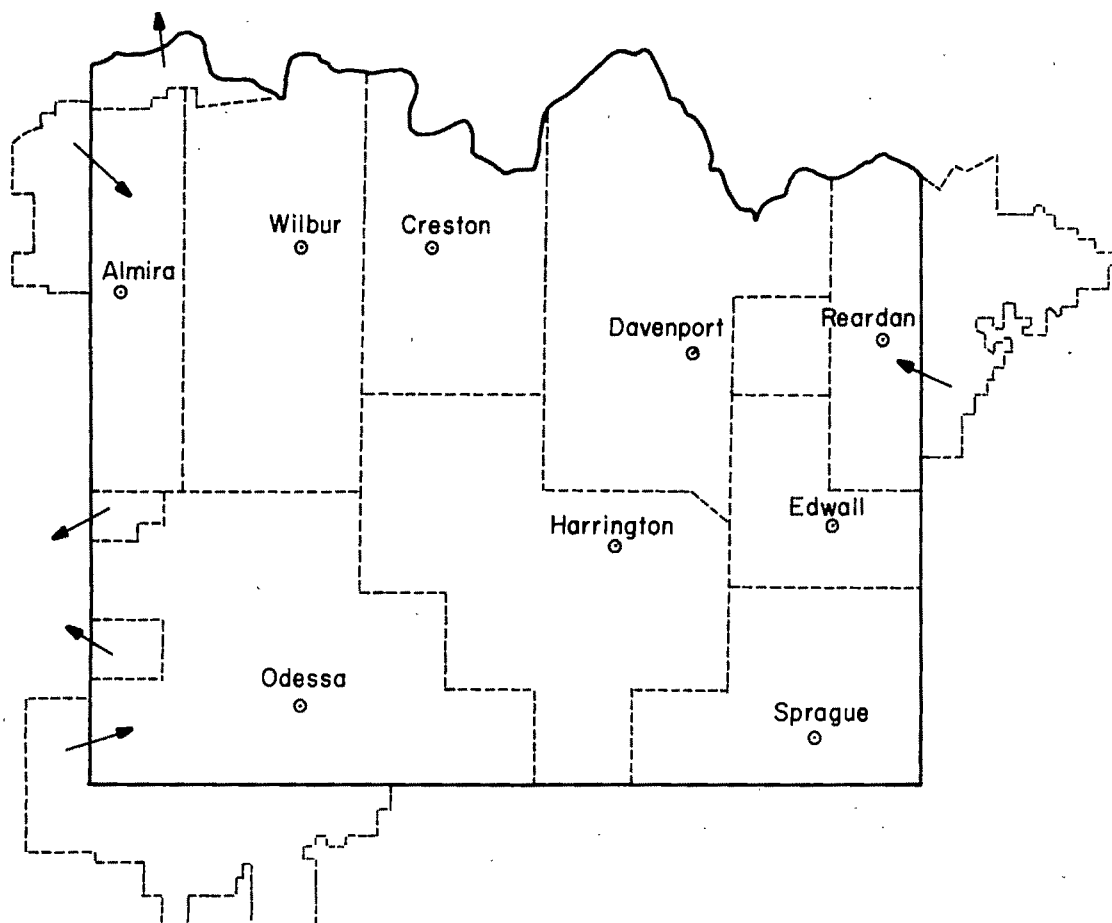 Wilbur
Creston
Almira
Davenport
Reardan
Harrington
Edwall
Odessa
Sprague